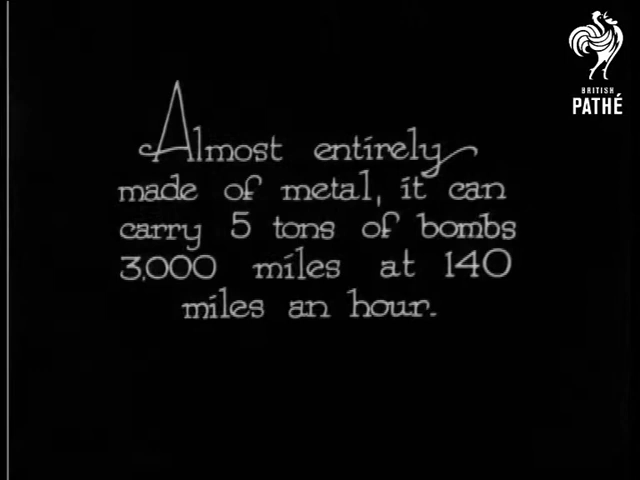 BRITISH
PATHÉ
Almost entirely
made of metal, it can
carry 5 tons of bombs
3,000 miles at 140
miles an hour.